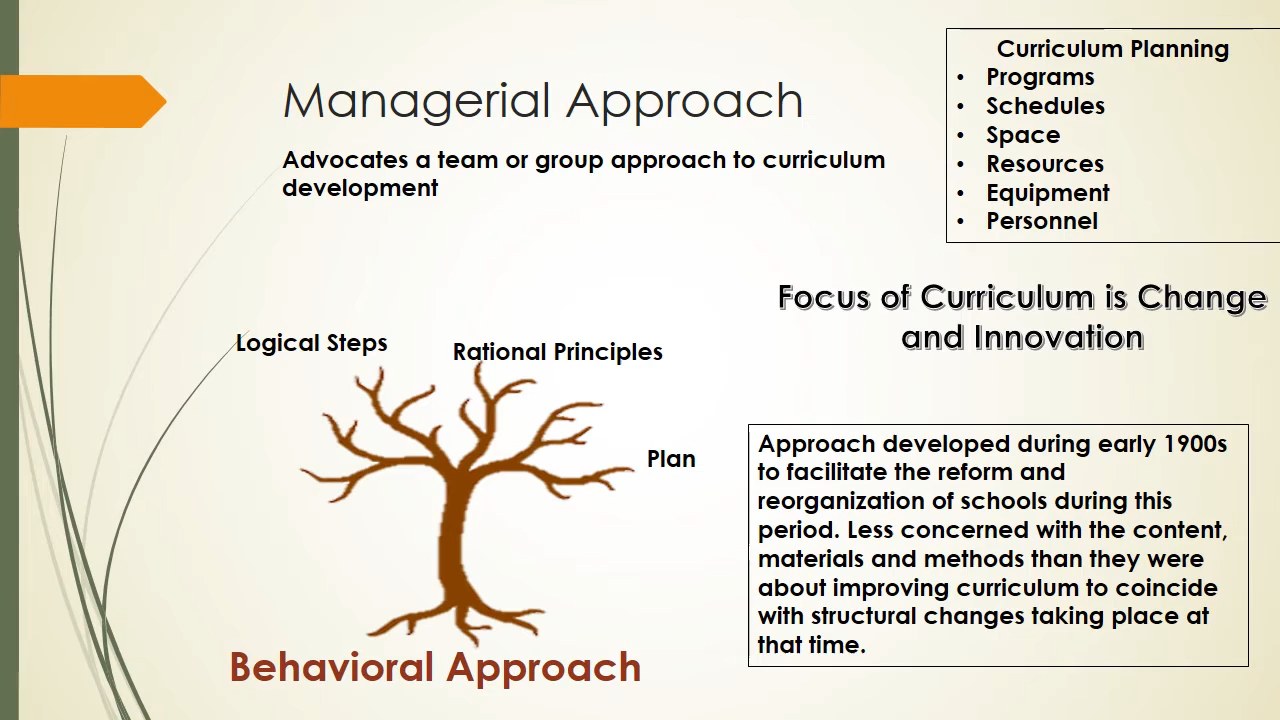 Managerial Approach
Advocates a team or group approach to curriculum
development
Curriculum Planning
• Programs
• Schedules
• Space
• Resources
• Equipment
• Personnel
Focus of Curriculum is Change
and Innovation
Logical Steps
Rational Principles
Plan
Approach developed during early 1900s
to facilitate the reform and
reorganization of schools during this
period. Less concerned with the content,
materials and methods than they were
about improving curriculum to coincide
with structural changes taking place at
that time.
Behavioral Approach